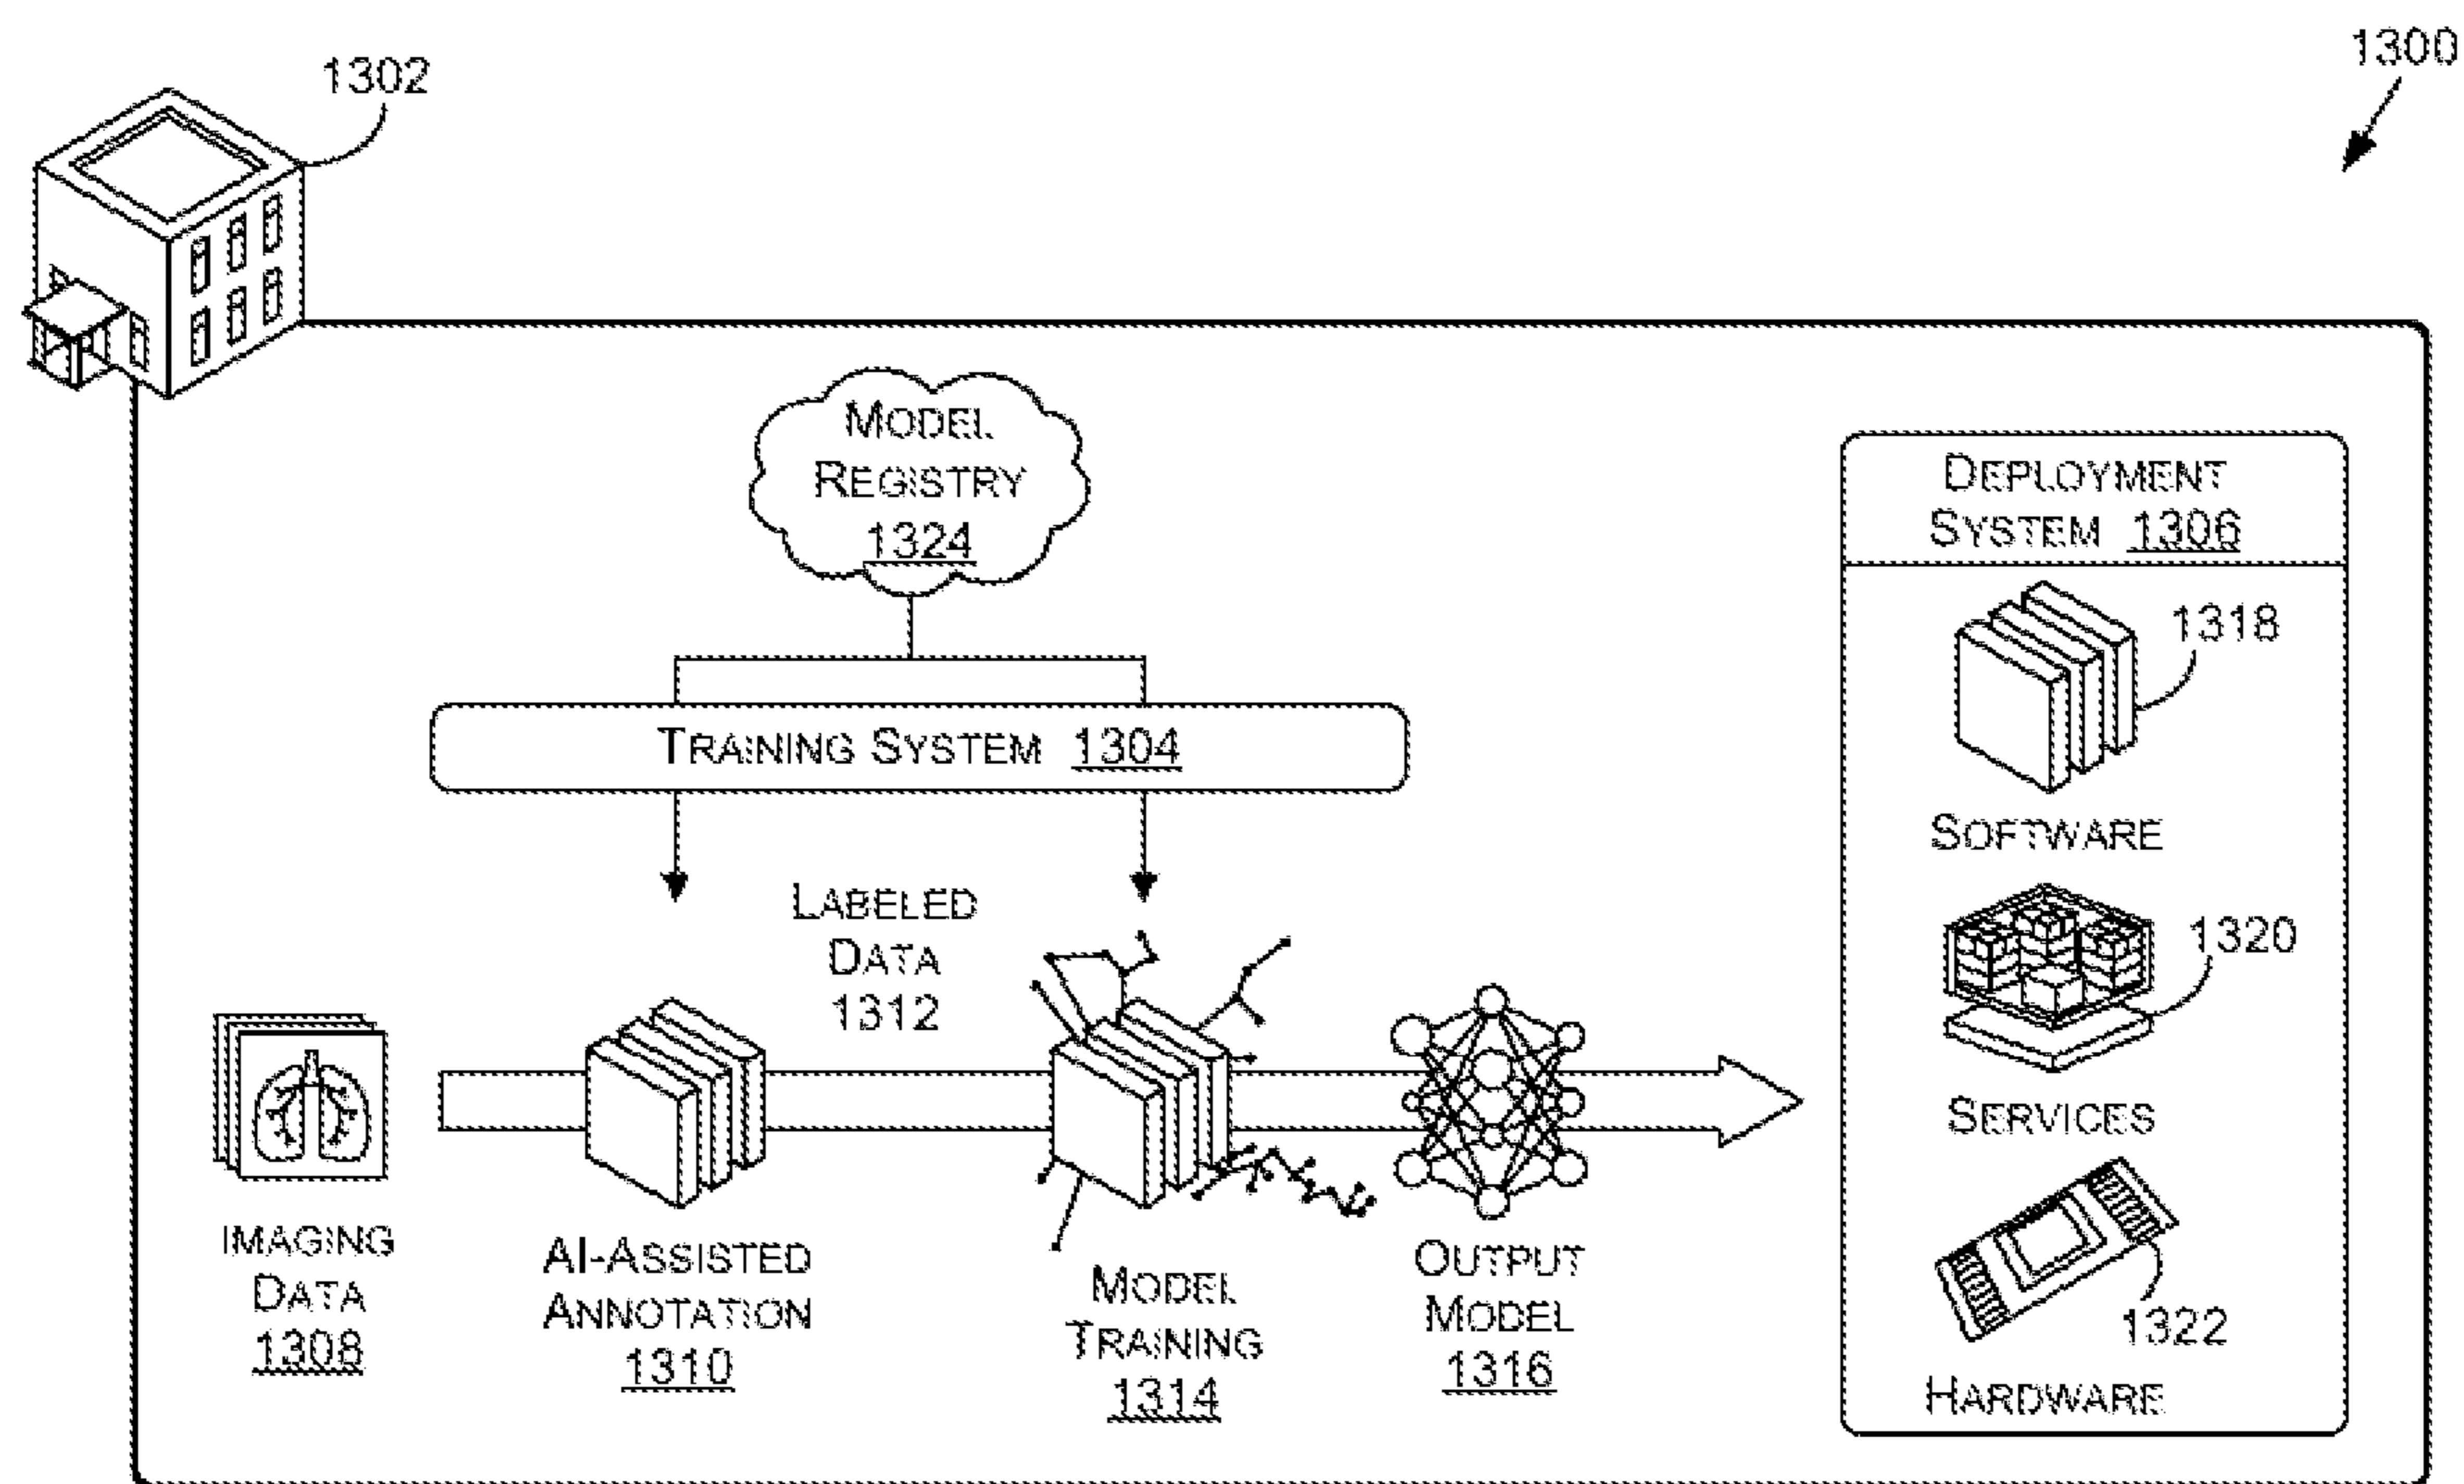 1300
1302
MODEL
REGISTRY
1324
DEPLOYMENT
SYSTEM 1306
1318
SOFTWARE
TRAINING SYSTEM 1304
LABELED
DATA
1312
1320
SERVICES
IMAGING
DATA
1308
AI-ASSISTED
ANNOTATION
1310
MODEL
TRAINING
1314
OUTPUT
MODEL
1316
1322
HARDWARE